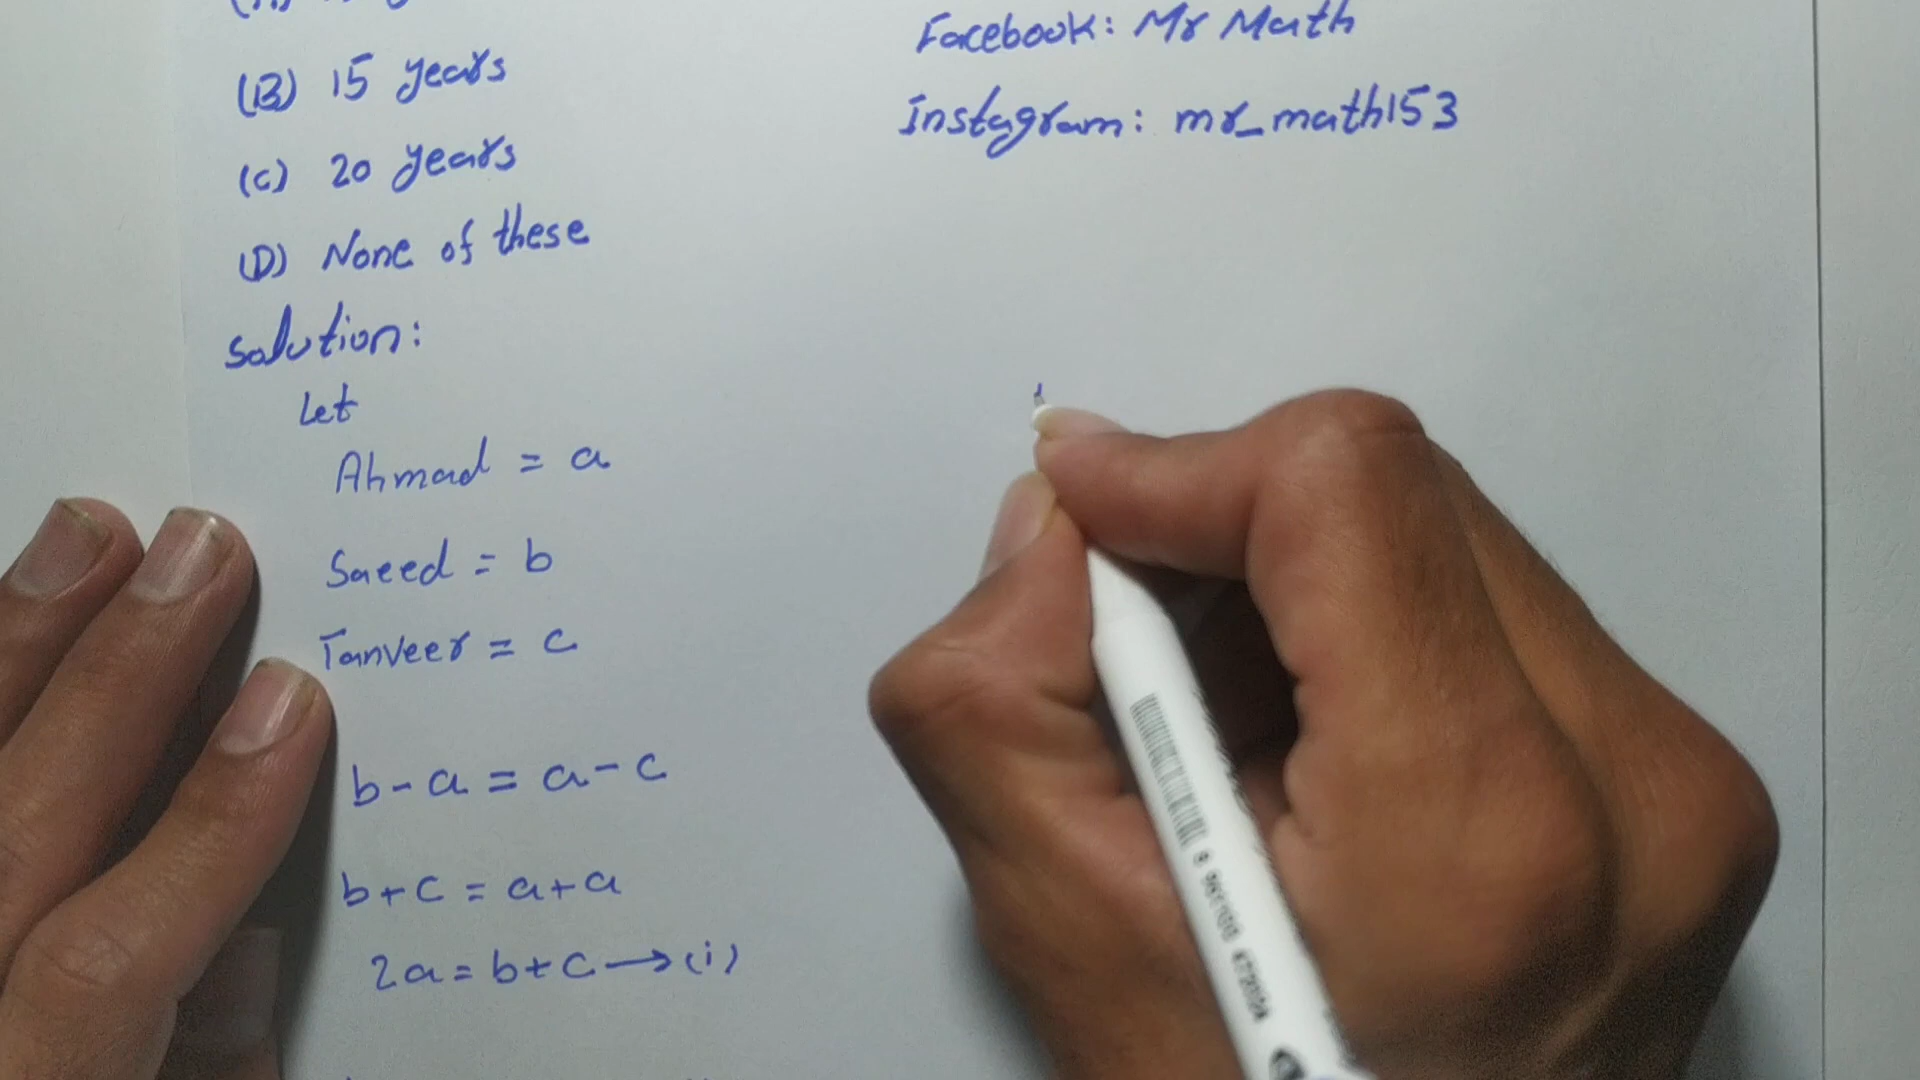 (B) 15 years
(C) 20 years
(D) None of these
Solution:
Let
Ahmad = a
Saeed = b
Tanveer = c
b - a = a - c
b + c = a + a
2a = b + c → (i)
Facebook: Mr Math
Instagram: mr_math153